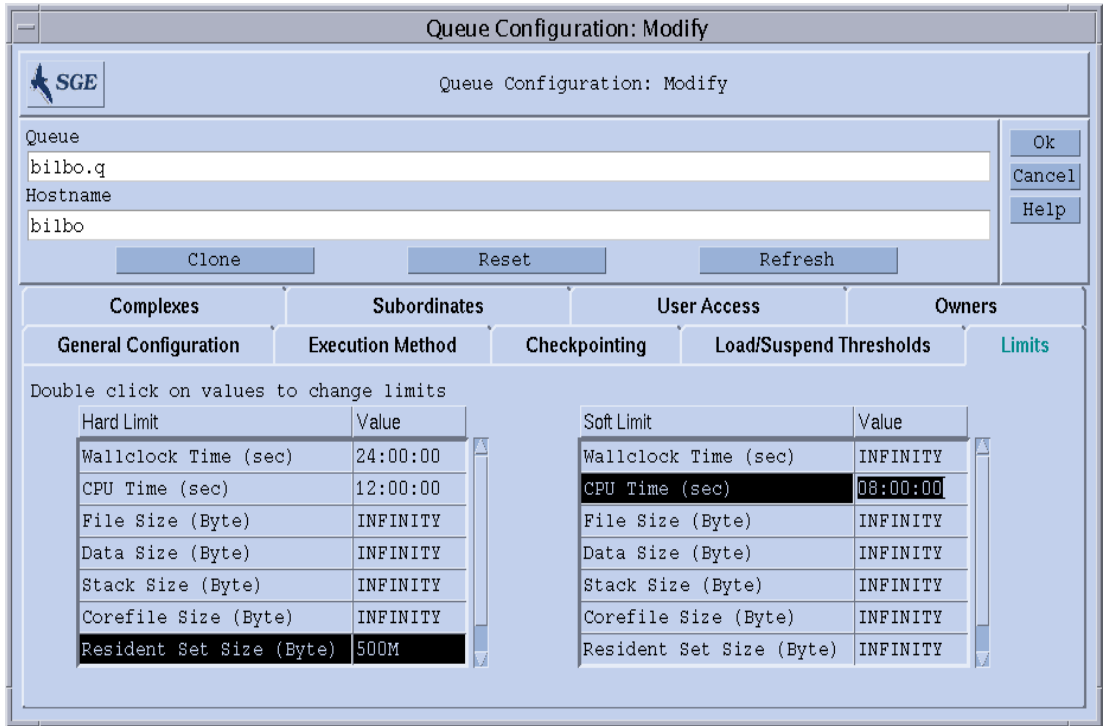 Queue Configuration: Modify
SGE
Queue Configuration: Modify
Queue
bilbo.q
Hostname
bilbo
Clone Reset Refresh
Ok
Cancel
Help
Complexes Subordinates User Access Owners
General Configuration Execution Method Checkpointing Load/Suspend Thresholds Limits
Double click on values to change limits
Hard Limit Value
Wallclock Time (sec) 24:00:00
CPU Time (sec) 12:00:00
File Size (Byte) INFINITY
Data Size (Byte) INFINITY
Stack Size (Byte) INFINITY
Corefile Size (Byte) INFINITY
Resident Set Size (Byte) 500M
Soft Limit Value
Wallclock Time (sec) INFINITY
CPU Time (sec) 08:00:00
File Size (Byte) INFINITY
Data Size (Byte) INFINITY
Stack Size (Byte) INFINITY
Corefile Size (Byte) INFINITY
Resident Set Size (Byte) INFINITY